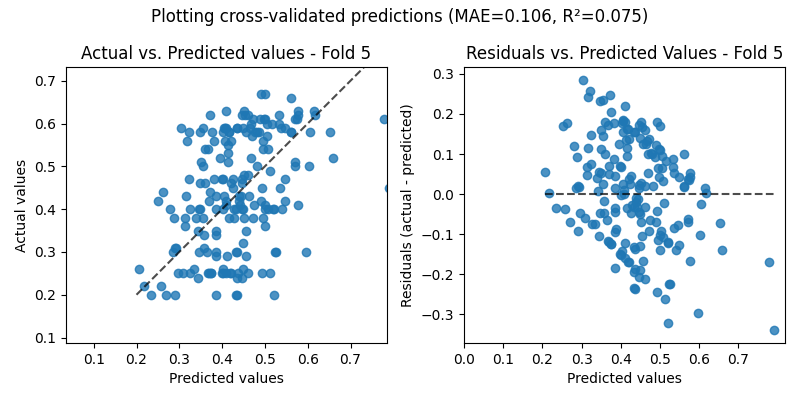 Plotting cross-validated predictions (MAE=0.106, R²=0.075)
Actual vs. Predicted values - Fold 5
Actual values
0.7
0.6
0.5
0.4
0.3
0.2
0.1
0.1 0.2 0.3 0.4 0.5 0.6 0.7
Predicted values
Residuals vs. Predicted Values - Fold 5
Residuals (actual - predicted)
0.3
0.2
0.1
0.0
−0.1
−0.2
−0.3
0.0 0.1 0.2 0.3 0.4 0.5 0.6 0.7
Predicted values